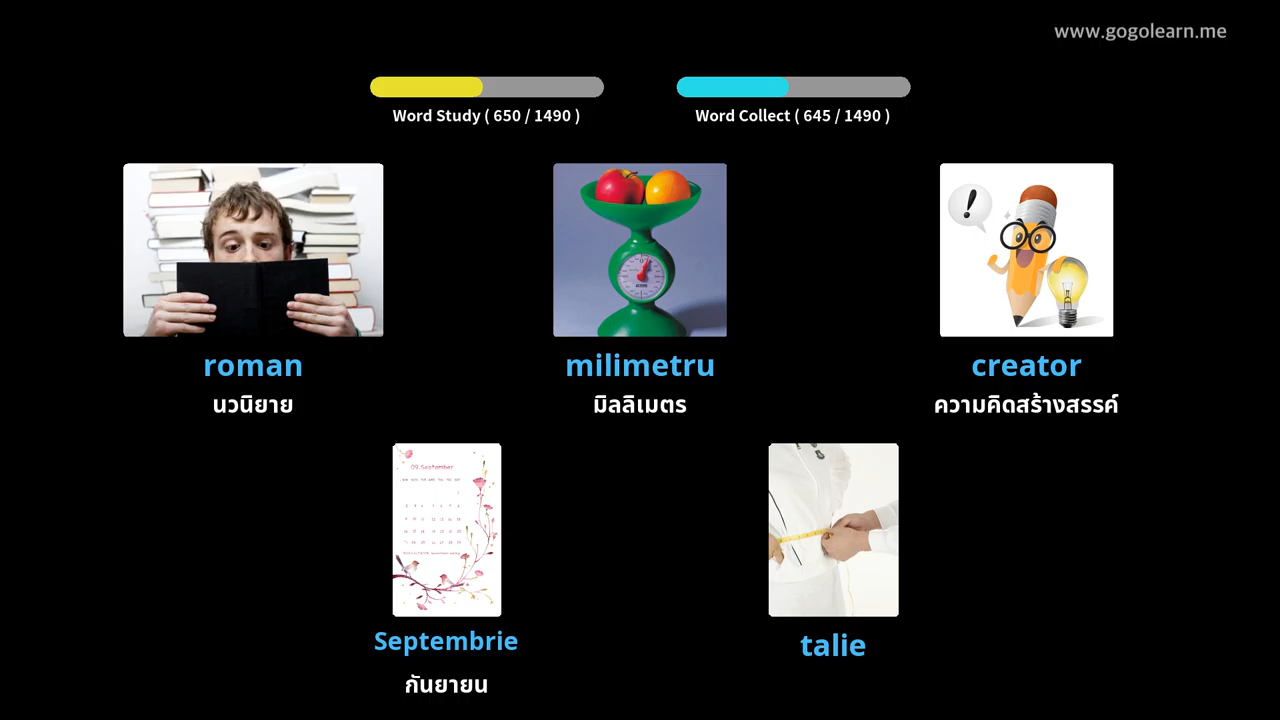 www.gogolearn.me
Word Study ( 650 / 1490 )
Word Collect ( 645 / 1490 )
roman
นวนิยาย
milimetru
มิลลิเมตร
creator
ความคิดสร้างสรรค์
09.September
Septembrie
กันยายน
talie